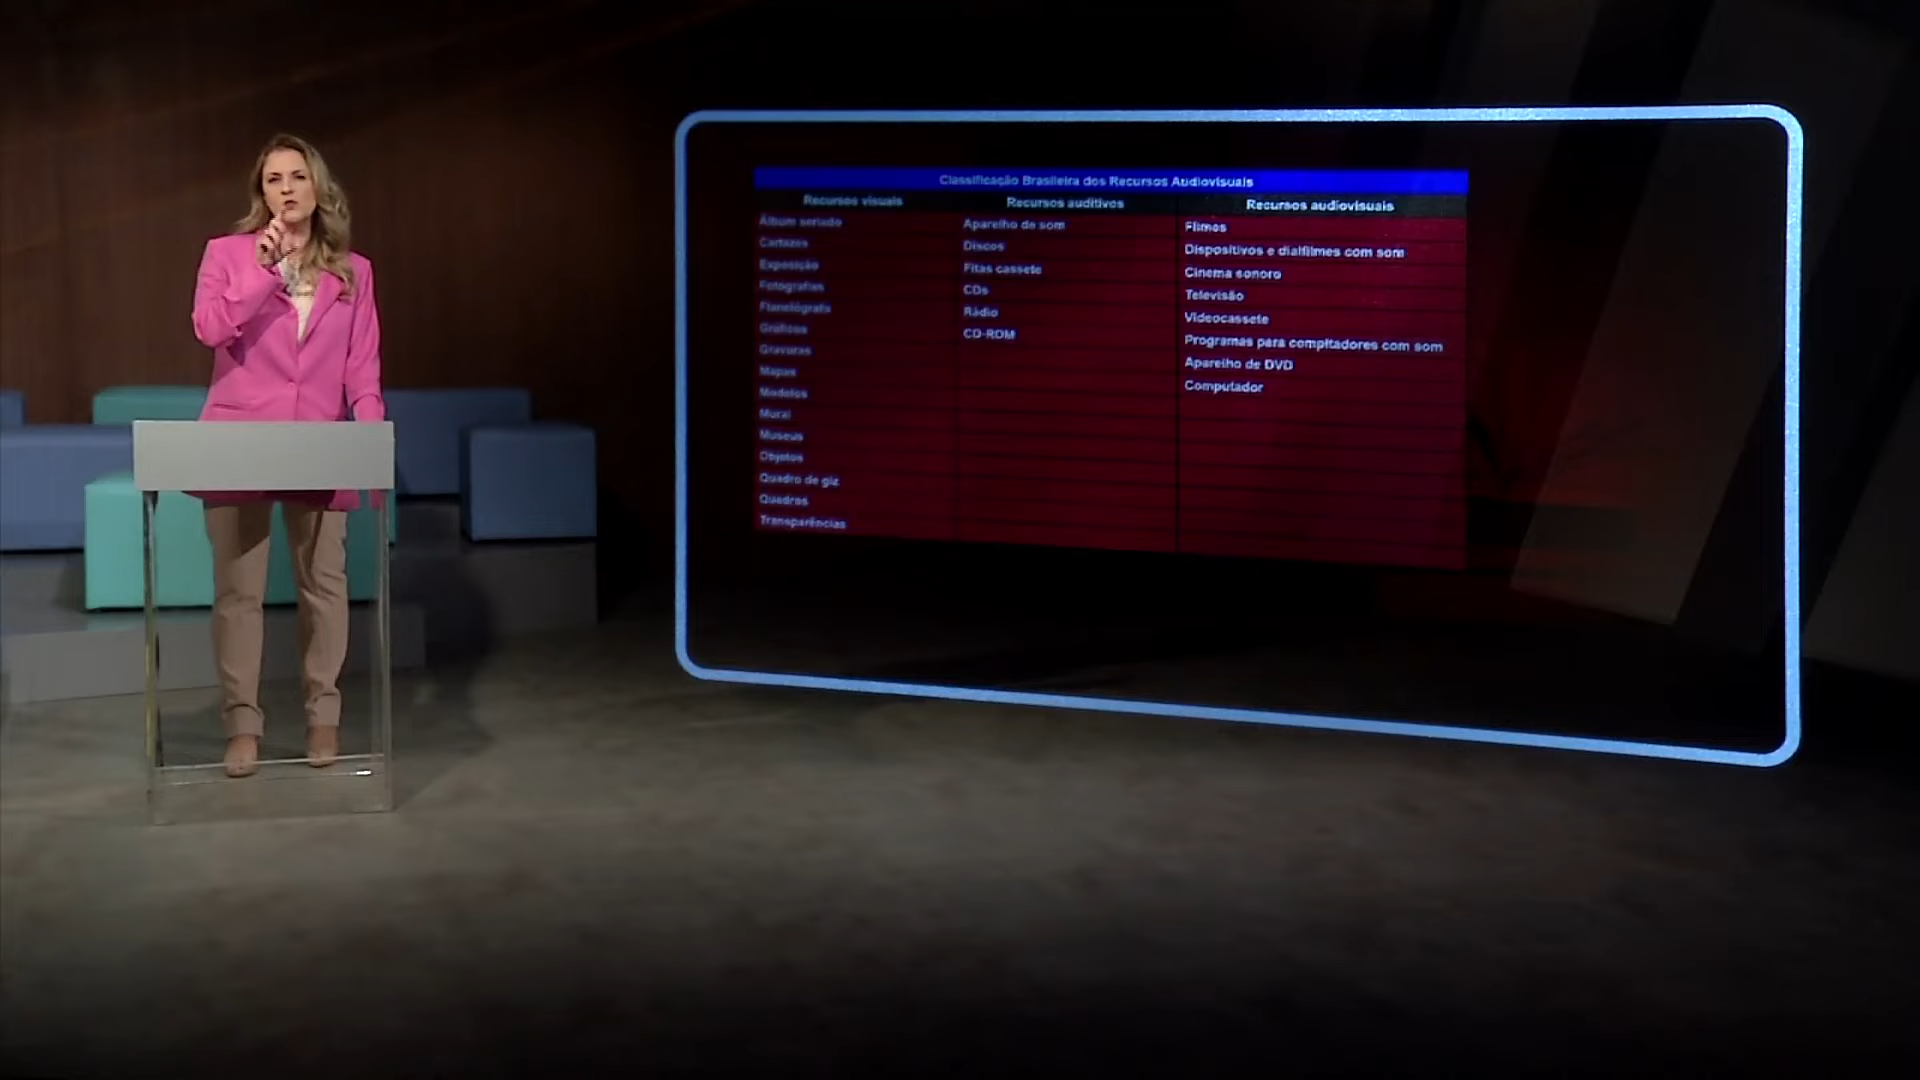 Classificação Brasileira dos Recursos Audiovisuais
Recursos visuais
Álbum seriado
Cartazes
Exposição
Fotografias
Flanelógrafo
Gráficos
Gravuras
Mapas
Modelos
Mural
Museus
Objetos
Quadro de giz
Quadros
Transparências
Recursos auditivos
Aparelho de som
Discos
Fitas cassete
CDs
Rádio
CD-ROM
Recursos audiovisuais
Filmes
Dispositivos e diafilmes com som
Cinema sonoro
Televisão
Videocassete
Programas para compitadores com som
Aparelho de DVD
Computador